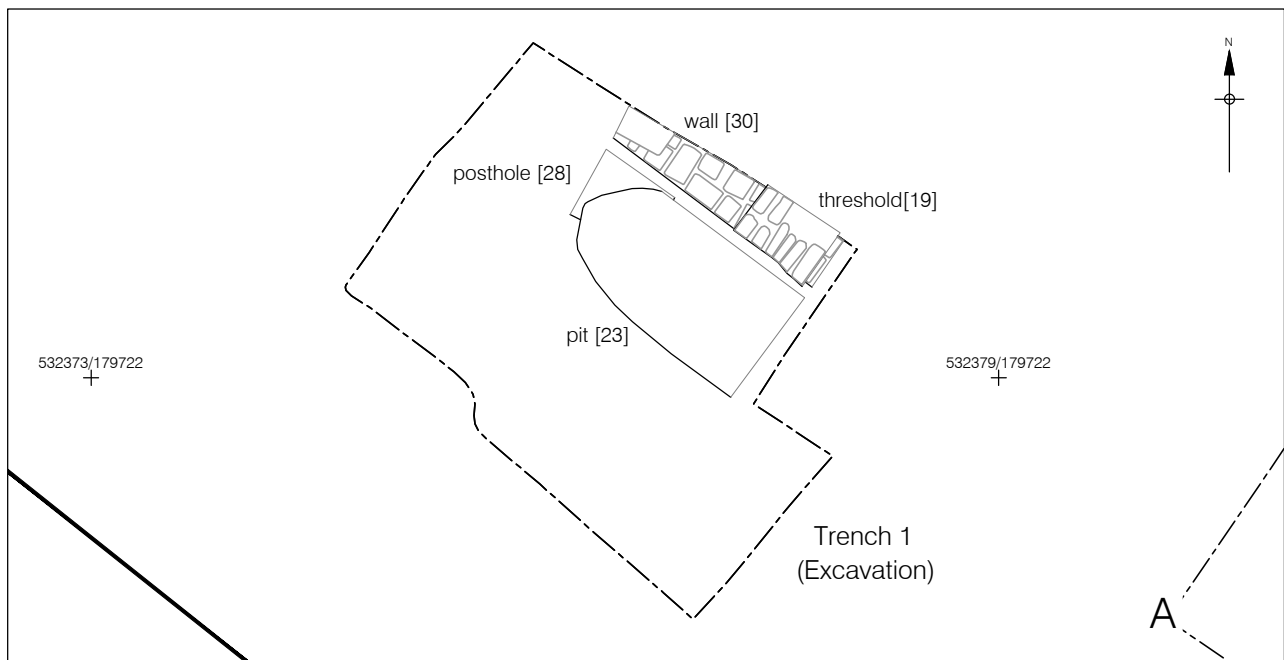 N
wall [30]
posthole [28]
threshold[19]
pit [23]
532373/179722
532379/179722
Trench 1
(Excavation)
A